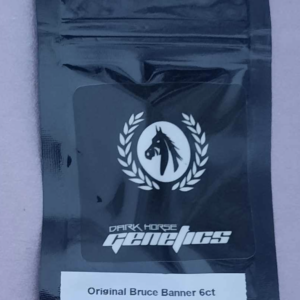 DARK HORSE
GENETICS
Original Bruce Banner 6ct